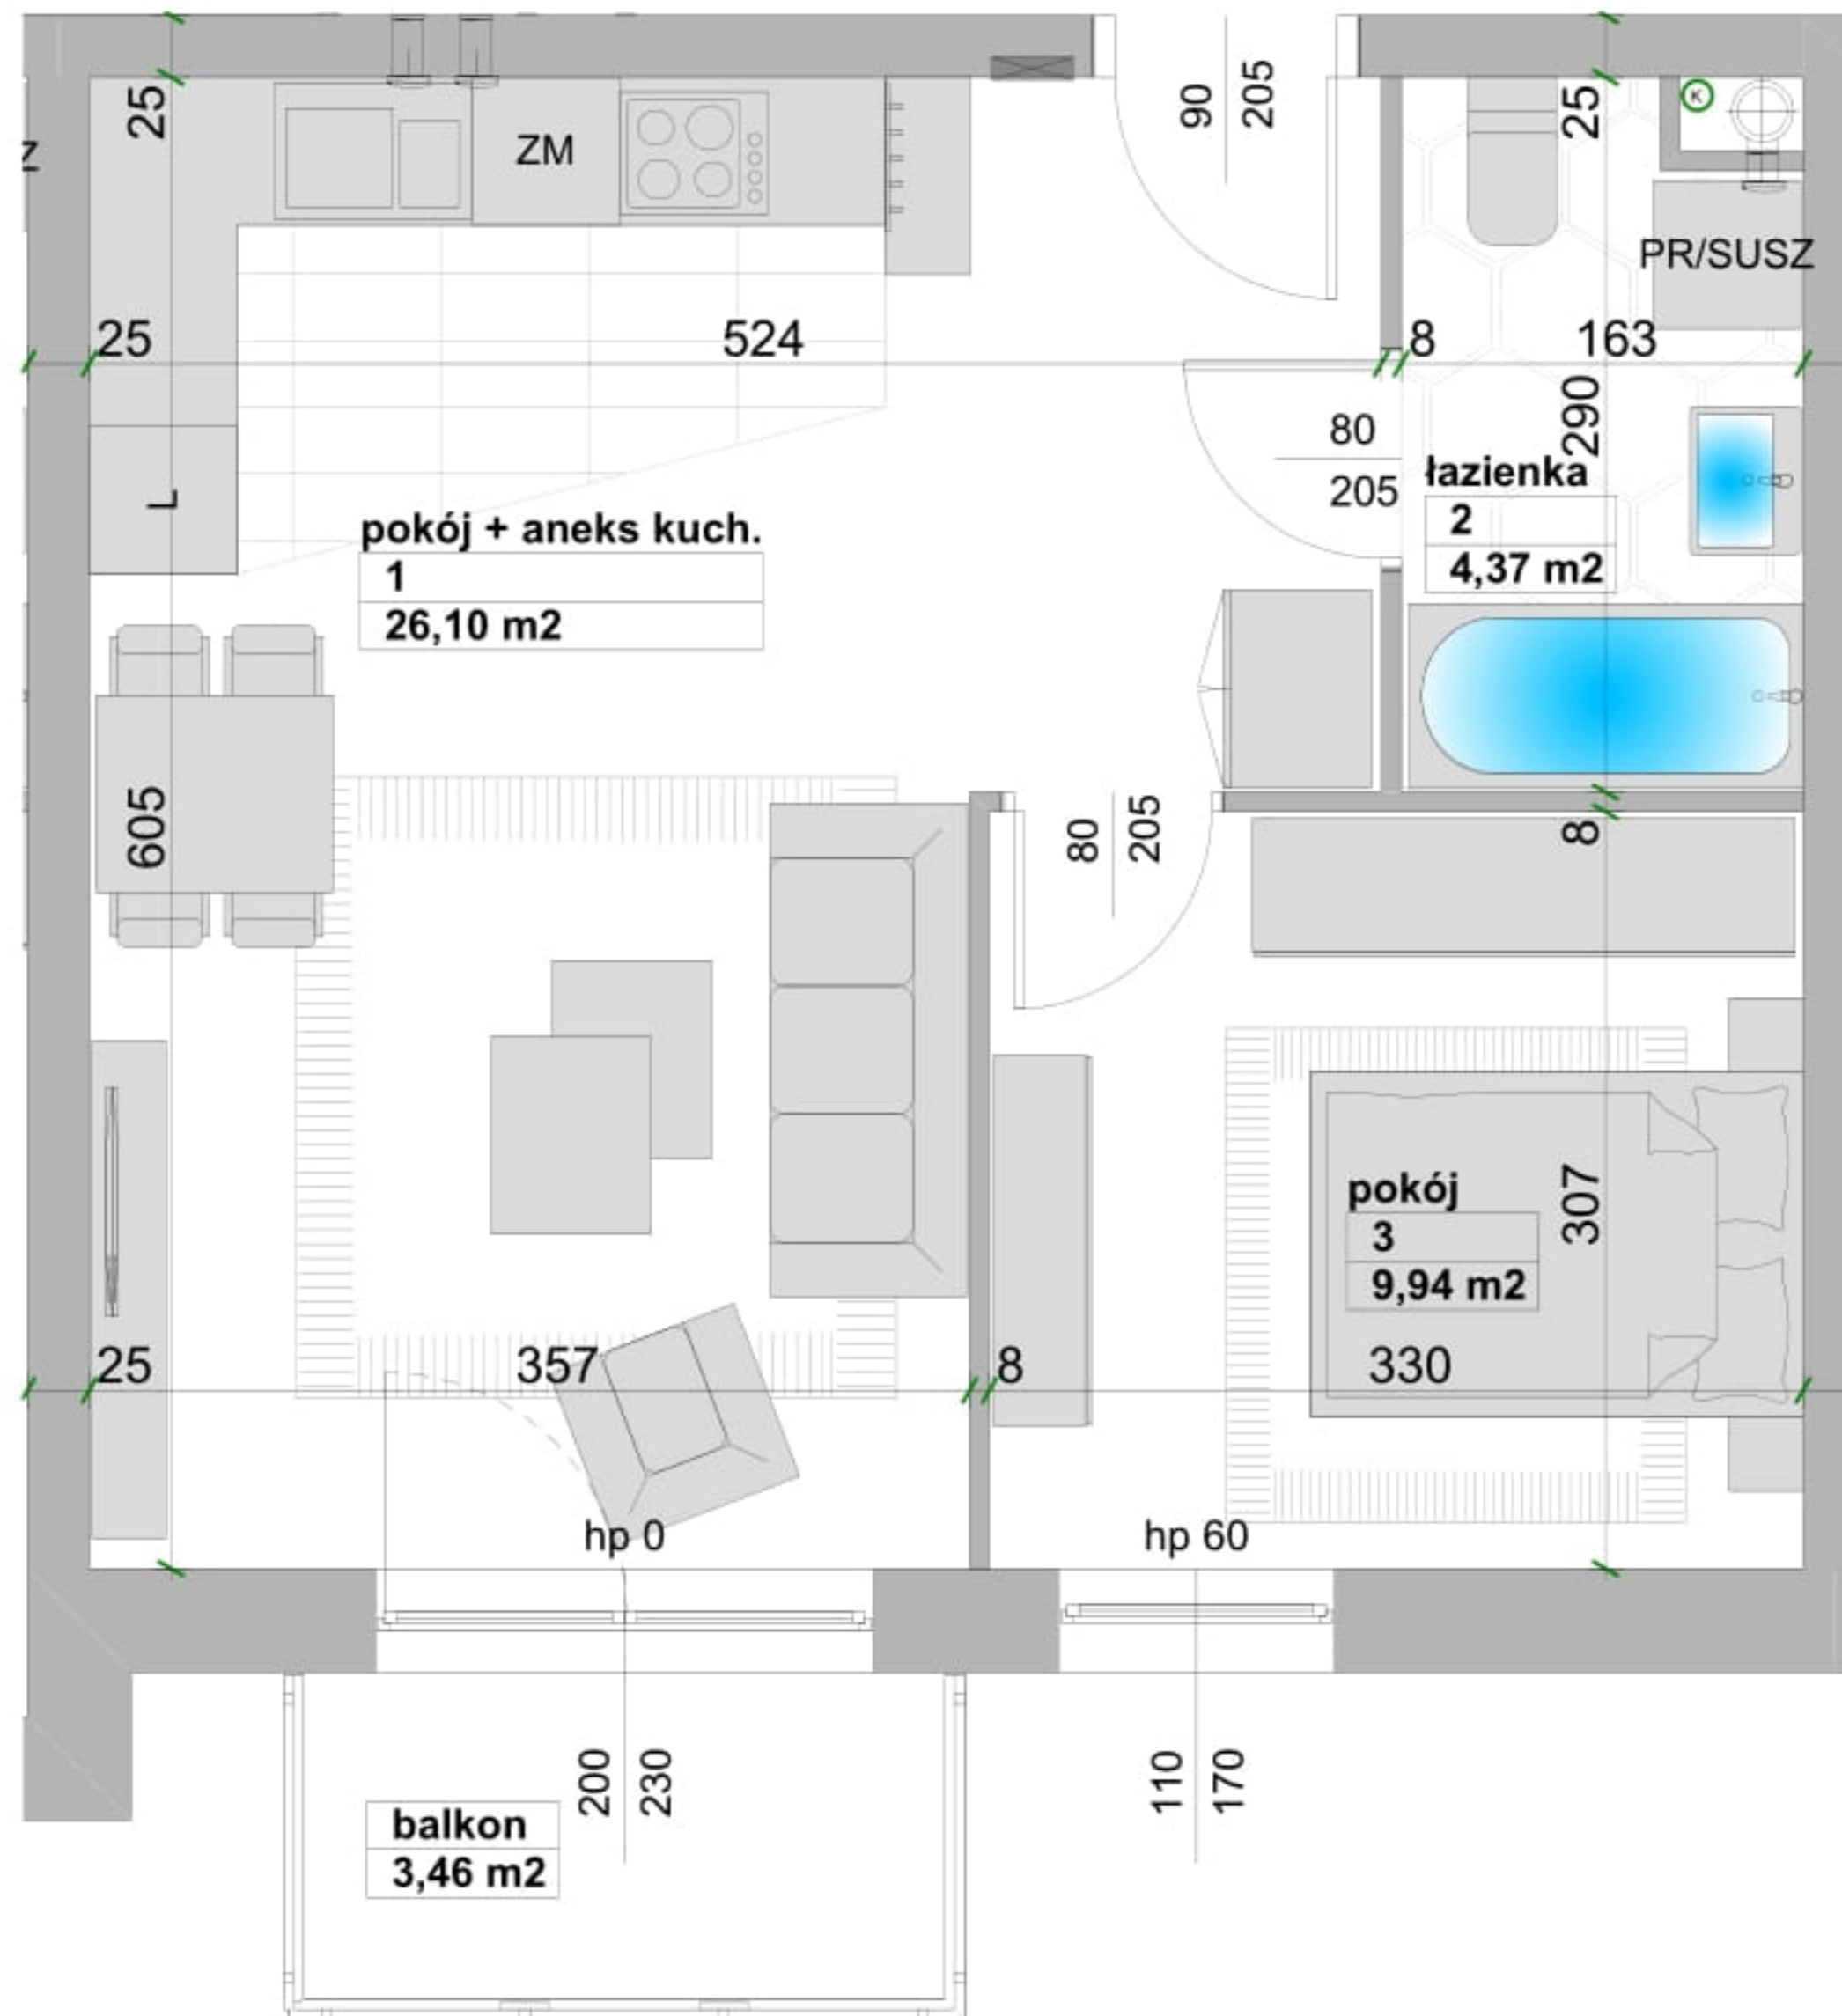 90
205
25
25
K
Z
ZM
PR/SUSZ
25
524
8
163
290
80
205
łazienka
2
4,37 m2
L
pokój + aneks kuch.
1
26,10 m2
605
80
205
8
pokój
3
9,94 m2
307
25
357
8
330
hp 0
hp 60
200
230
110
170
balkon
3,46 m2